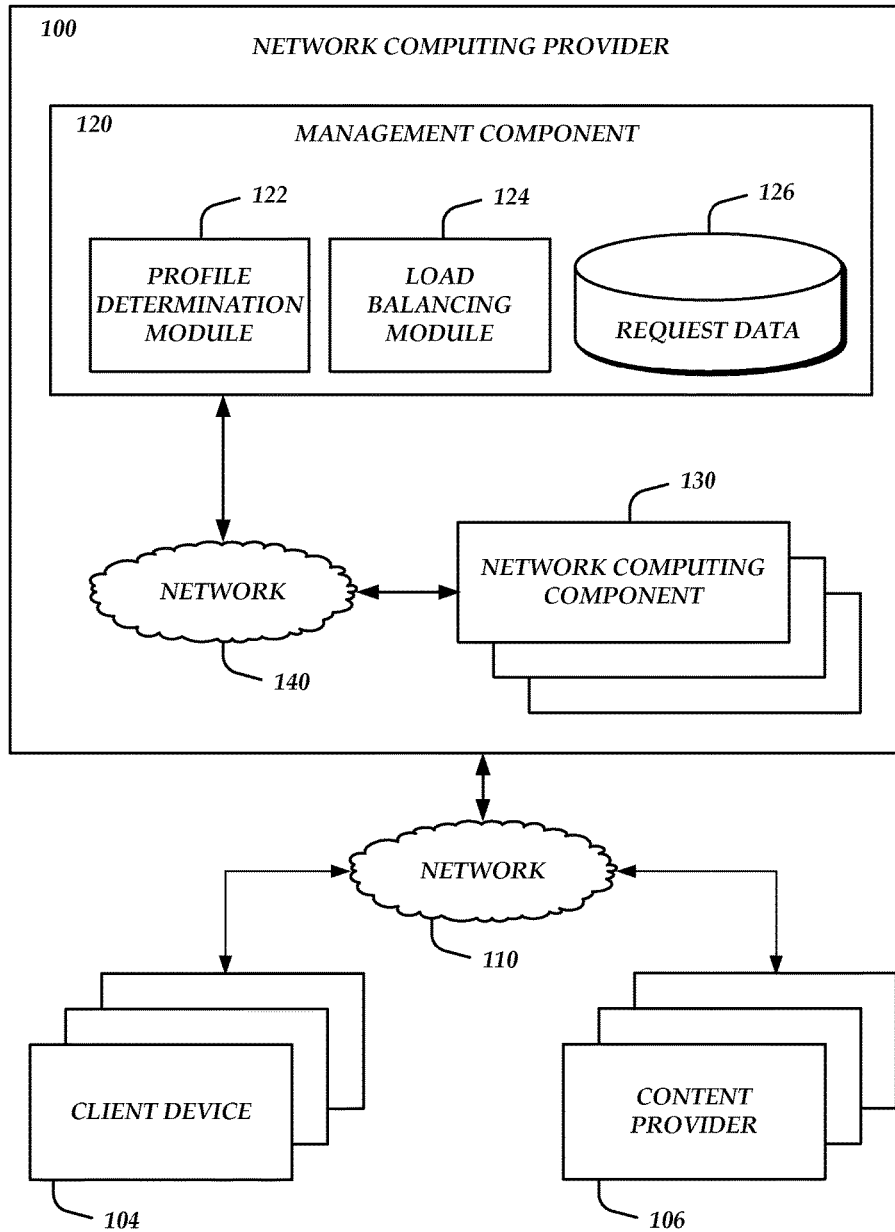 100
NETWORK COMPUTING PROVIDER
120
MANAGEMENT COMPONENT
122
124
126
PROFILE
DETERMINATION
MODULE
LOAD
BALANCING
MODULE
REQUEST DATA
130
NETWORK COMPUTING
COMPONENT
NETWORK
140
NETWORK
110
CLIENT DEVICE
104
CONTENT
PROVIDER
106